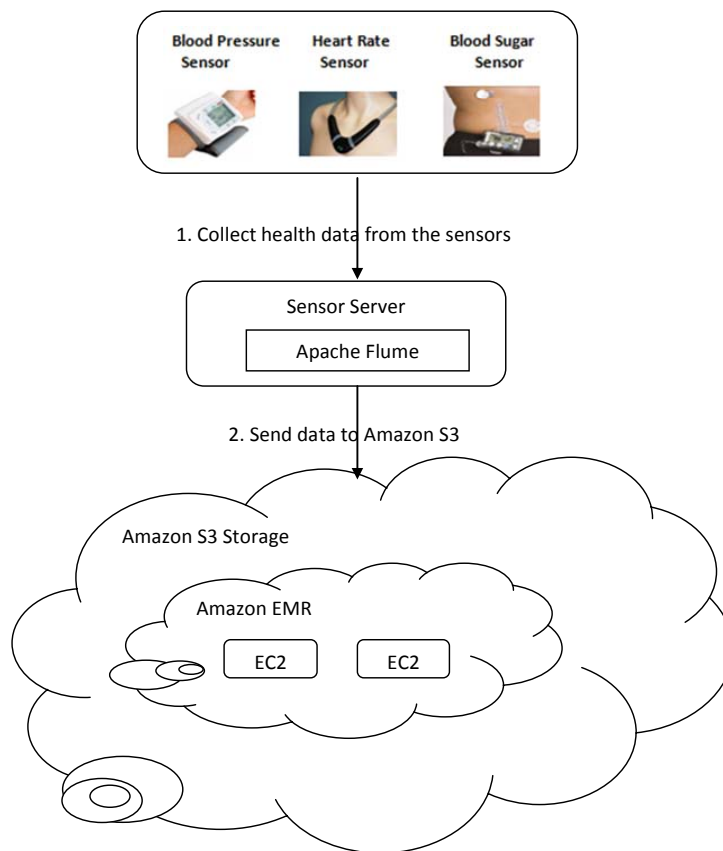 Blood Pressure Sensor
Heart Rate Sensor
Blood Sugar Sensor
1. Collect health data from the sensors
Sensor Server
Apache Flume
2. Send data to Amazon S3
Amazon S3 Storage
Amazon EMR
EC2
EC2